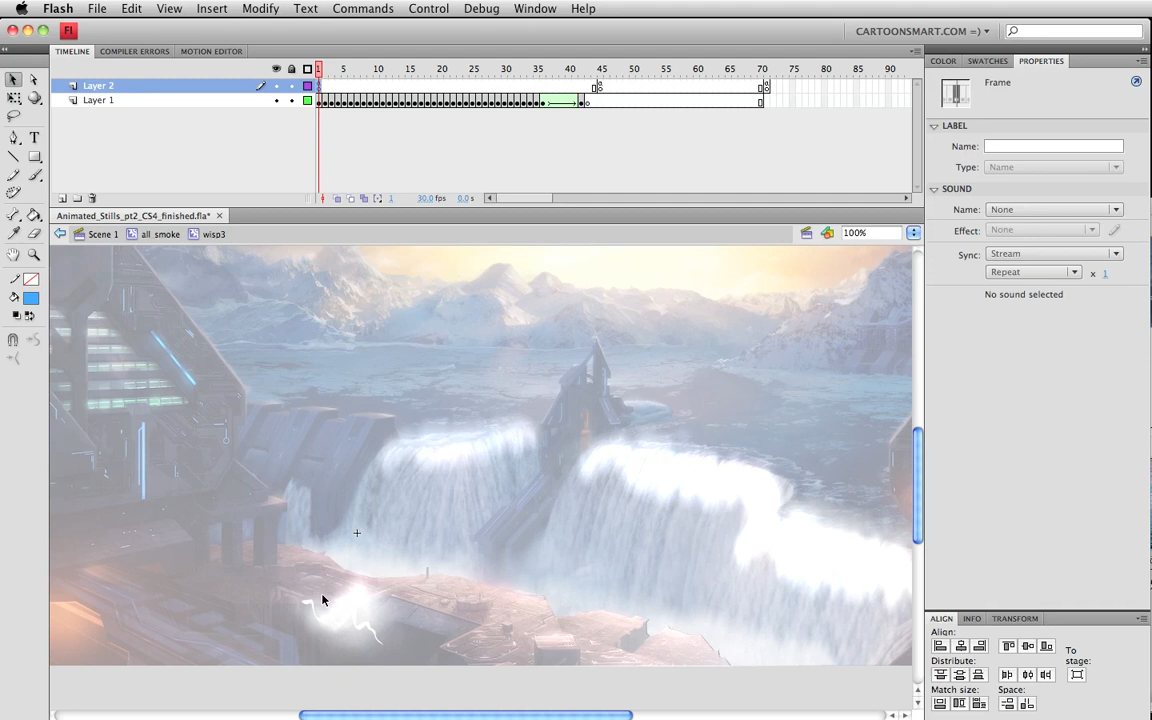 Flash File Edit View Insert Modify Text Commands Control Debug Window Help
Fl CARTOONSMART.COM =)
TIMELINE COMPILER ERRORS MOTION EDITOR
COLOR SWATCHES PROPERTIES
1 5 10 15 20 25 30 35 40 45 50 55 60 65 70 75 80 85 90
Layer 2
Layer 1
Frame
LABEL
Name:
Type: Name
SOUND
1 30.0 fps 0.0 s
Name: None
Animated_Stills_pt2_CS4_finished.fla*
Effect: None
Scene 1 all smoke wisp3 100%
Sync: Stream
Repeat x 1
No sound selected
T
ALIGN INFO TRANSFORM
Align:
To
stage:
Distribute:
Match size: Space: